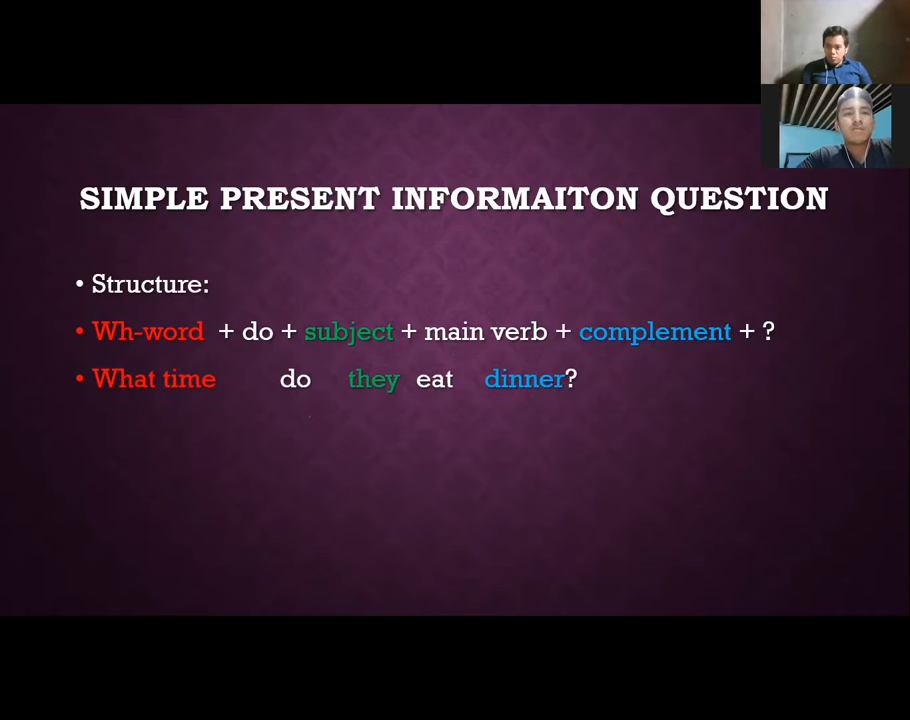 SIMPLE PRESENT INFORMAITON QUESTION
• Structure:
• Wh-word + do + subject + main verb + complement + ?
• What time do they eat dinner?